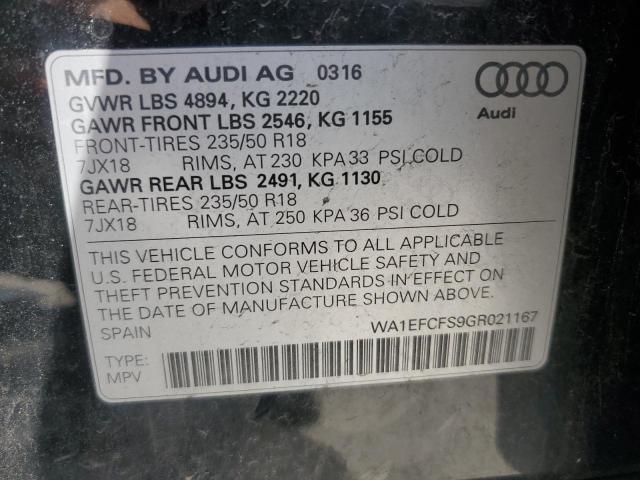 MFD. BY AUDI AG 0316
GVWR LBS 4894, KG 2220
GAWR FRONT LBS 2546, KG 1155
FRONT-TIRES 235/50 R18
7JX18 RIMS, AT 230 KPA 33 PSI COLD
GAWR REAR LBS 2491, KG 1130
REAR-TIRES 235/50 R18
7JX18 RIMS, AT 250 KPA 36 PSI COLD
Audi
THIS VEHICLE CONFORMS TO ALL APPLICABLE
U.S. FEDERAL MOTOR VEHICLE SAFETY AND
THEFT PREVENTION STANDARDS IN EFFECT ON
THE DATE OF MANUFACTURE SHOWN ABOVE.
SPAIN WA1EFCFS9GR021167
TYPE:
MPV